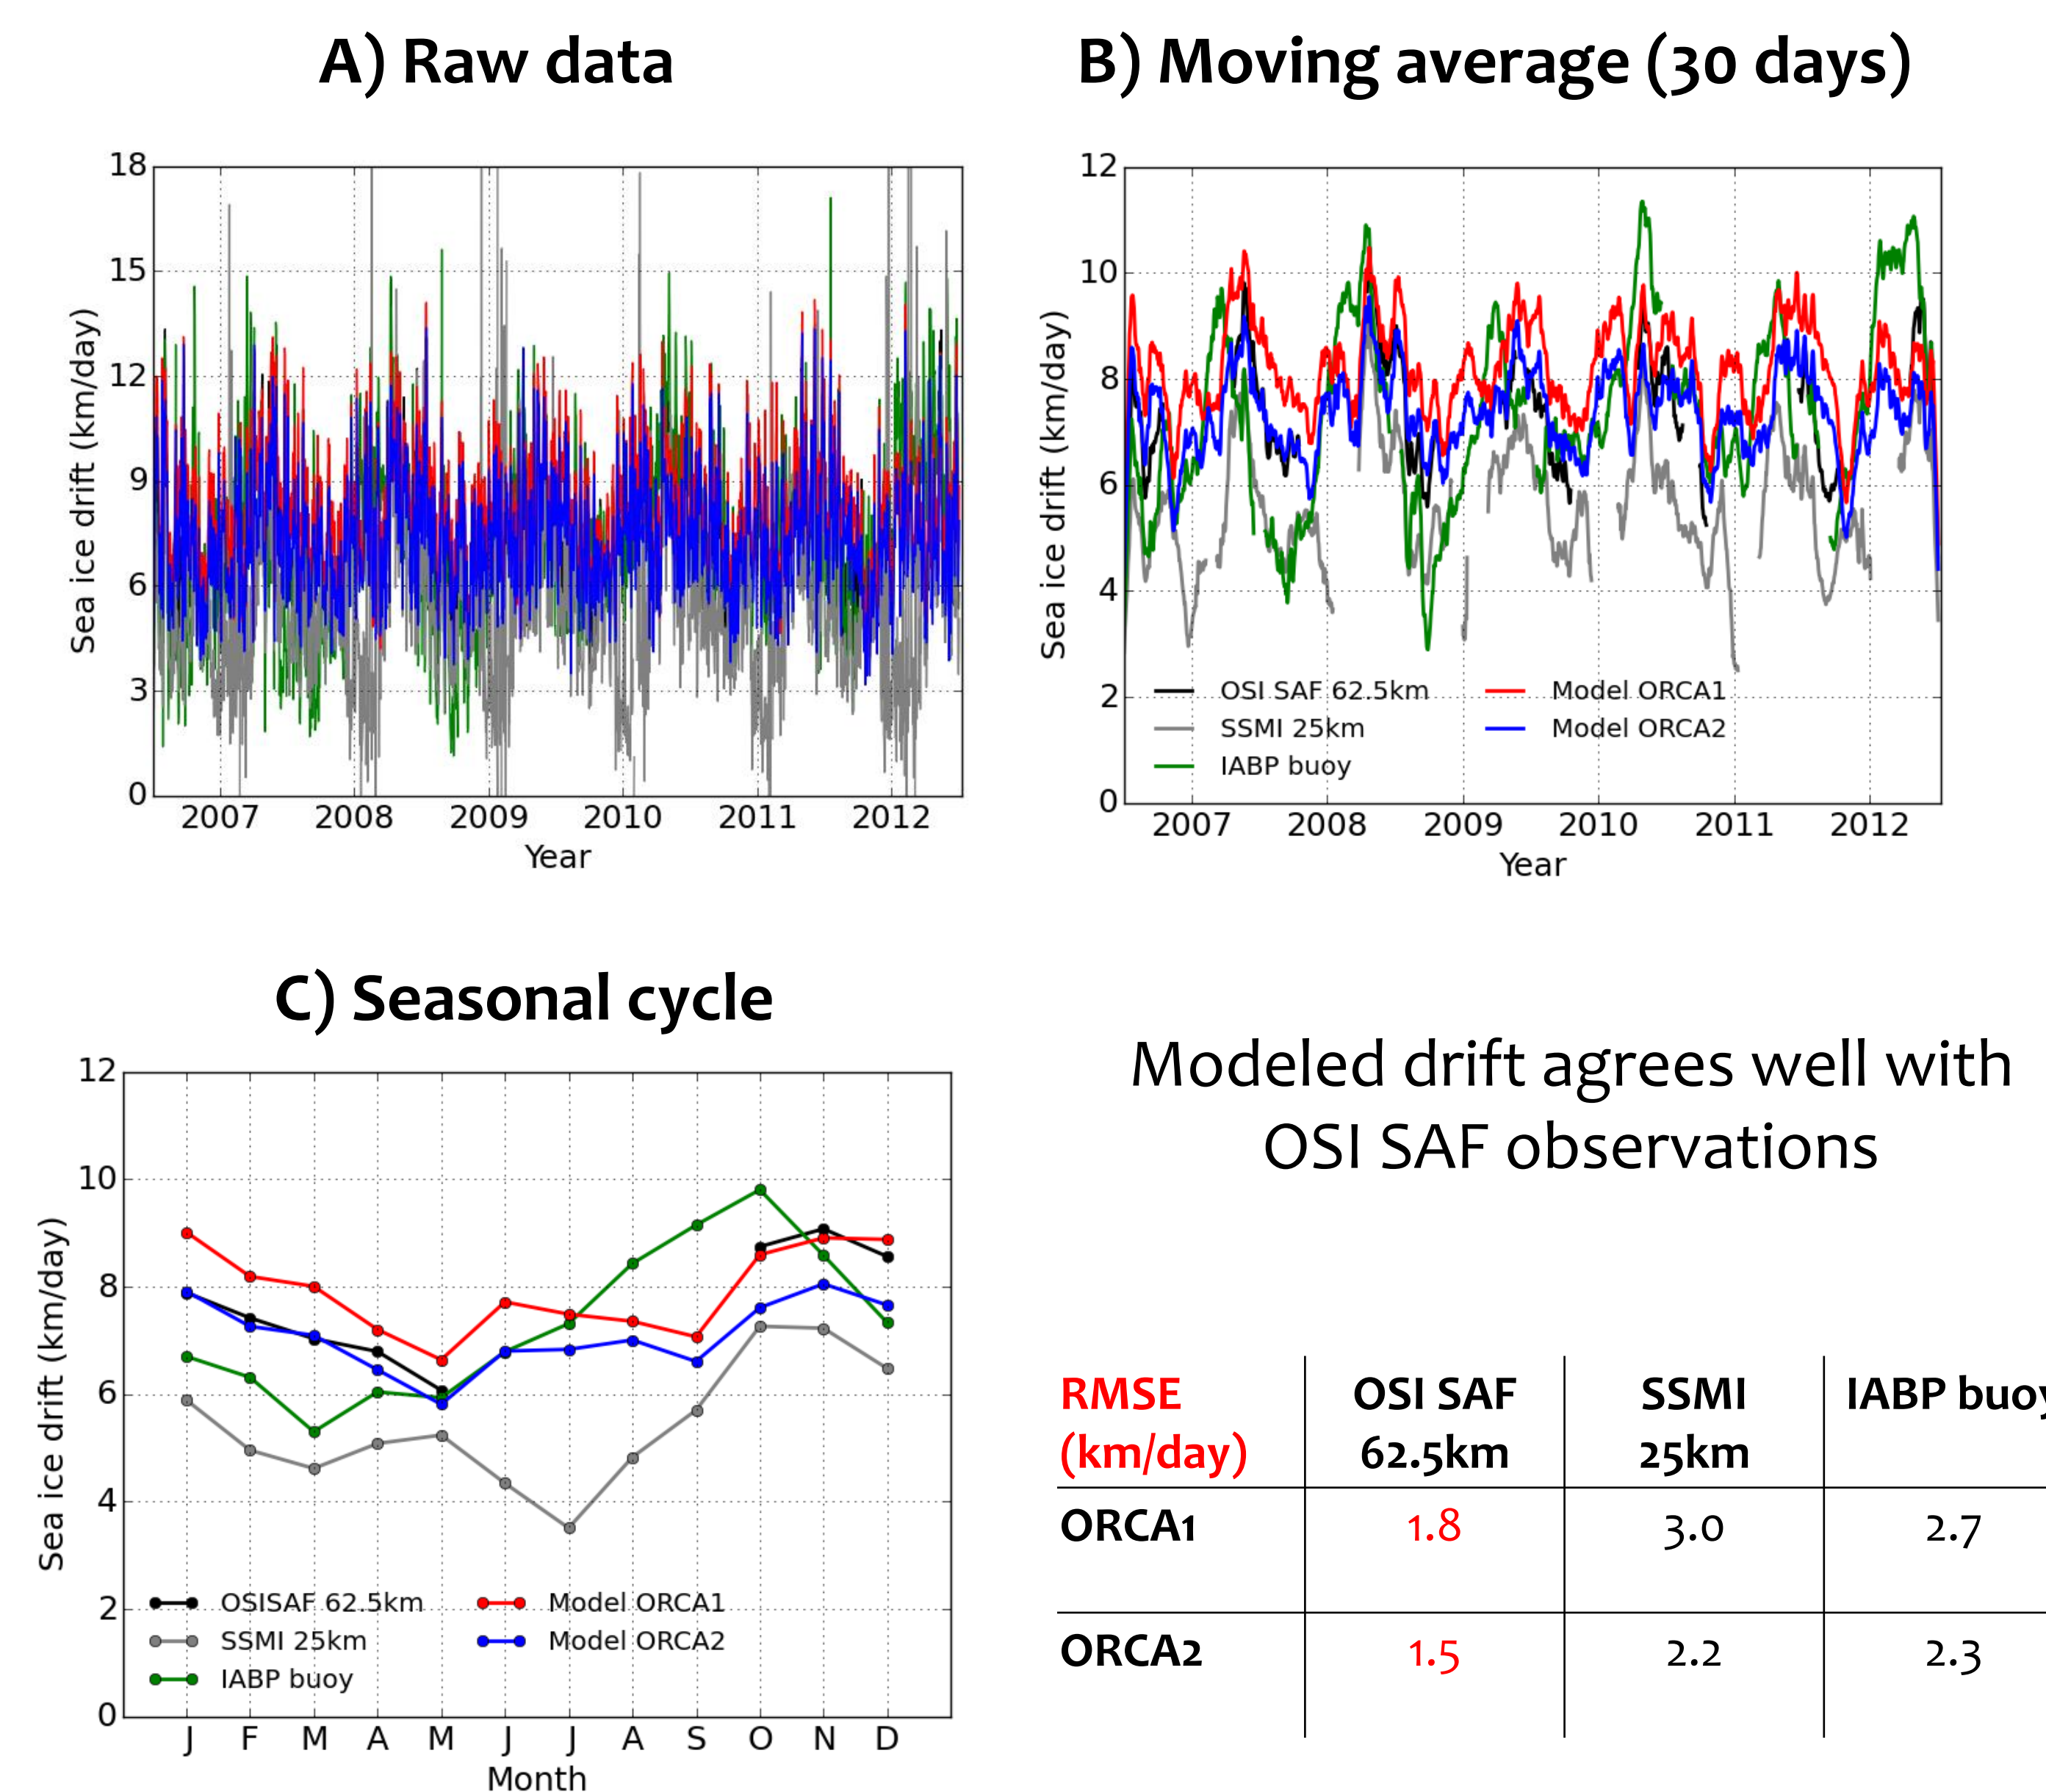 A) Raw data
B) Moving average (30 days)
18
15
12
9
6
3
0
Sea ice drift (km/day)
2007 2008 2009 2010 2011 2012
Year
12
10
8
6
4
2
0
Sea ice drift (km/day)
OSI SAF 62.5km
SSMI 25km
IABP buoy
Model ORCA1
Model ORCA2
2007 2008 2009 2010 2011 2012
Year
C) Seasonal cycle
12
10
8
6
4
2
0
Sea ice drift (km/day)
OSISAF 62.5km
SSMI 25km
IABP buoy
Model ORCA1
Model ORCA2
J F M A M J J A S O N D
Month
Modeled drift agrees well with
OSI SAF observations
RMSE (km/day) OSI SAF 62.5km SSMI 25km IABP buoy
ORCA1 1.8 3.0 2.7
ORCA2 1.5 2.2 2.3